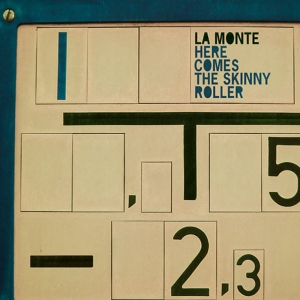 LA MONTE
HERE
COMES
THE SKINNY
ROLLER
, 5
- 2,3